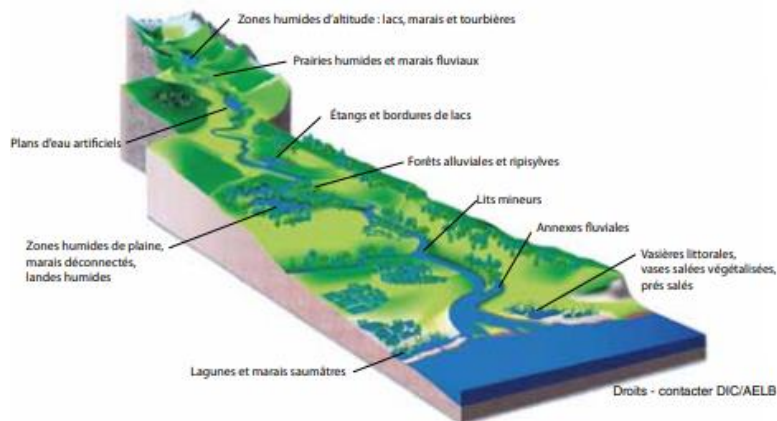 Zones humides d'altitude : lacs, marais et tourbières
Prairies humides et marais fluviaux
Étangs et bordures de lacs
Plans d'eau artificiels
Forêts alluviales et ripisylves
Lits mineurs
Annexes fluviales
Zones humides de plaine,
marais déconnectés,
landes humides
Vasières littorales,
vases salées végétalisées,
prés salés
Lagunes et marais saumâtres
Droits - contacter DIC/AELB